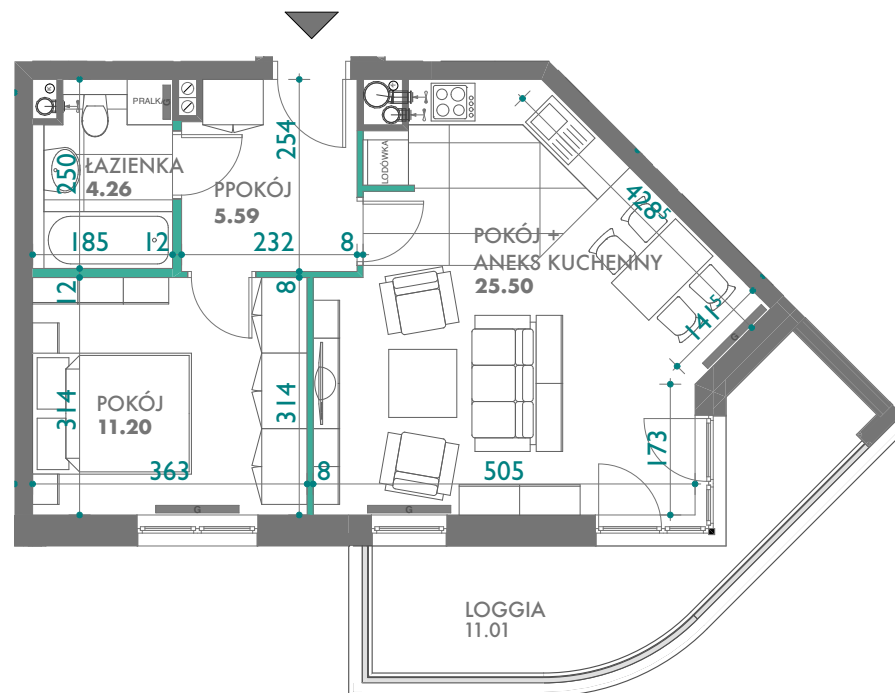 PRALKA
G
ŁAZIENKA
4.26
250
185
12
254
PPOKÓJ
5.59
232
8
LODÓWKA
POKÓJ +
ANEKS KUCHENNY
25.50
428⁵
141⁵
G
12
8
314
POKÓJ
11.20
314
363
8
505
173
G
G
LOGGIA
11.01